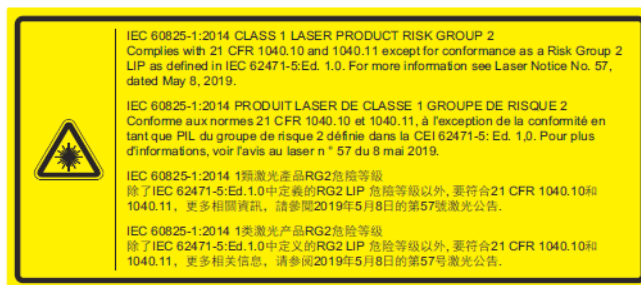 IEC 60825-1:2014 CLASS 1 LASER PRODUCT RISK GROUP 2
Complies with 21 CFR 1040.10 and 1040.11 except for conformance as a Risk Group 2
LIP as defined in IEC 62471-5:Ed. 1.0. For more information see Laser Notice No. 57,
dated May 8, 2019.
IEC 60825-1:2014 PRODUIT LASER DE CLASSE 1 GROUPE DE RISQUE 2
Conforme aux normes 21 CFR 1040.10 et 1040.11, à l'exception de la conformité en
tant que PIL du groupe de risque 2 définie dans la CEI 62471-5: Ed. 1,0. Pour plus
d'informations, voir l'avis au laser n ° 57 du 8 mai 2019.
IEC 60825-1:2014 1類激光產品RG2危險等級
除了IEC 62471-5:Ed.1.0中定義的RG2 LIP 危險等級以外, 要符合21 CFR 1040.10和
1040.11，更多相關資訊，請參閱2019年5月8日的第57號激光公告.
IEC 60825-1:2014 1类激光产品RG2危险等级
除了IEC 62471-5:Ed.1.0中定义的RG2 LIP 危险等级以外, 要符合21 CFR 1040.10和
1040.11，更多相关信息，请参阅2019年5月8日的第57号激光公告.